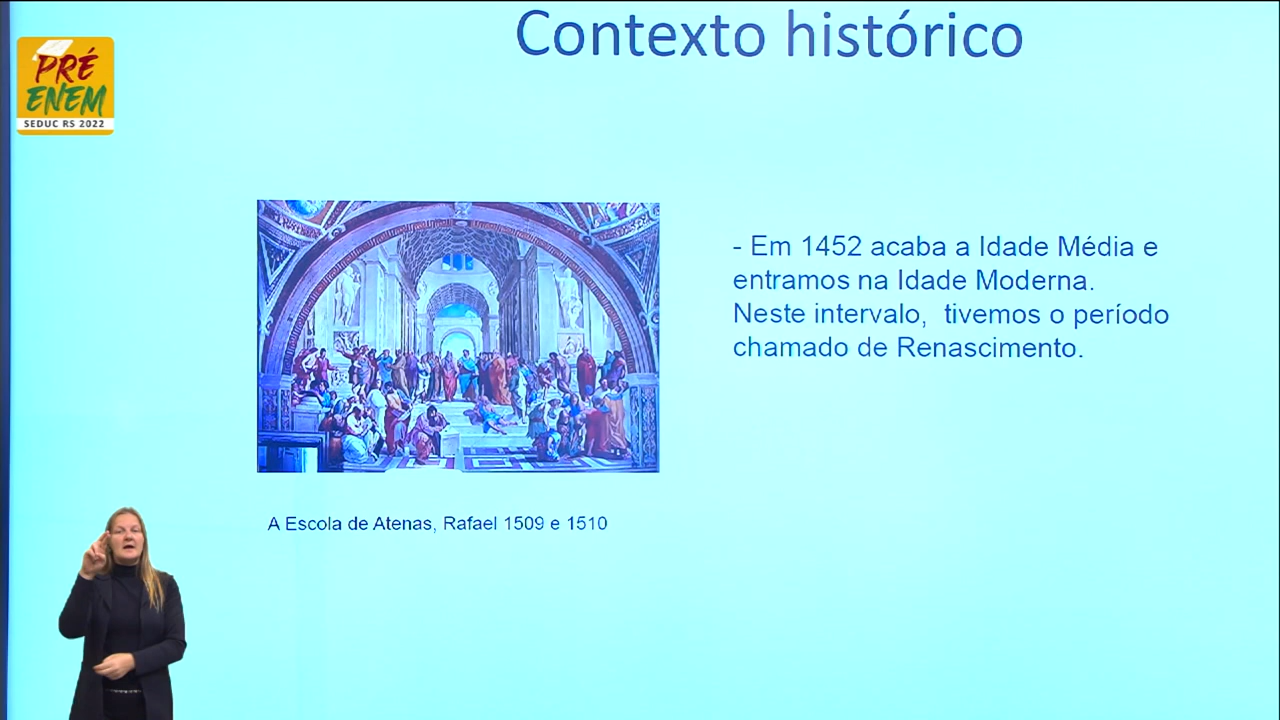 Contexto histórico
PRÉ
ENEM
SEDUC RS 2022
- Em 1452 acaba a Idade Média e
entramos na Idade Moderna.
Neste intervalo, tivemos o período
chamado de Renascimento.
A Escola de Atenas, Rafael 1509 e 1510